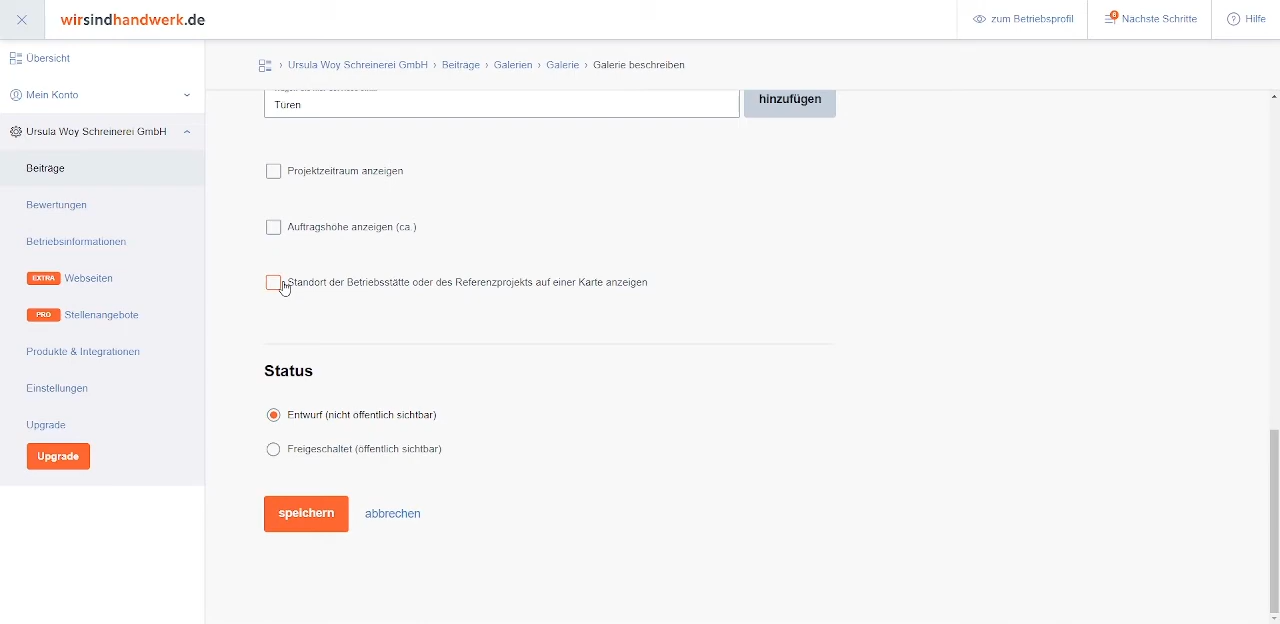 wirsindhandwerk.de
zum Betriebsprofil
8
Nachste Schritte
Hilfe
Übersicht
Mein Konto
Ursula Woy Schreinerei GmbH
Beiträge
Bewertungen
Betriebsinformationen
EXTRA Webseiten
PRO Stellenangebote
Produkte & Integrationen
Einstellungen
Upgrade
Upgrade
› Ursula Woy Schreinerei GmbH › Beitrage › Galerien › Galerie › Galerie beschreiben
Turen
hinzufügen
Projektzeitraum anzeigen
Auftragshohe anzeigen (ca.)
Standort der Betriebsstätte oder des Referenzprojekts auf einer Karte anzeigen
Status
Entwurf (nicht offentlich sichtbar)
Freigeschaltet (öffentlich sichtbar)
speichern
abbrechen